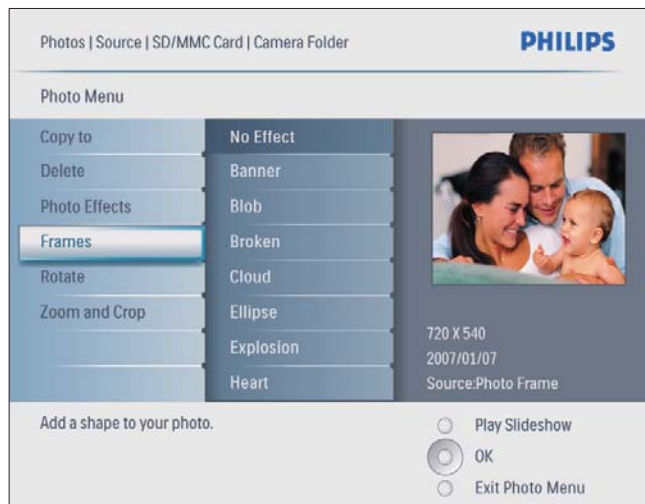 Photos | Source | SD/MMC Card | Camera Folder
PHILIPS
Photo Menu
Copy to
Delete
Photo Effects
Frames
Rotate
Zoom and Crop
No Effect
Banner
Blob
Broken
Cloud
Ellipse
Explosion
Heart
720 X 540
2007/01/07
Source:Photo Frame
Add a shape to your photo.
Play Slideshow
OK
Exit Photo Menu